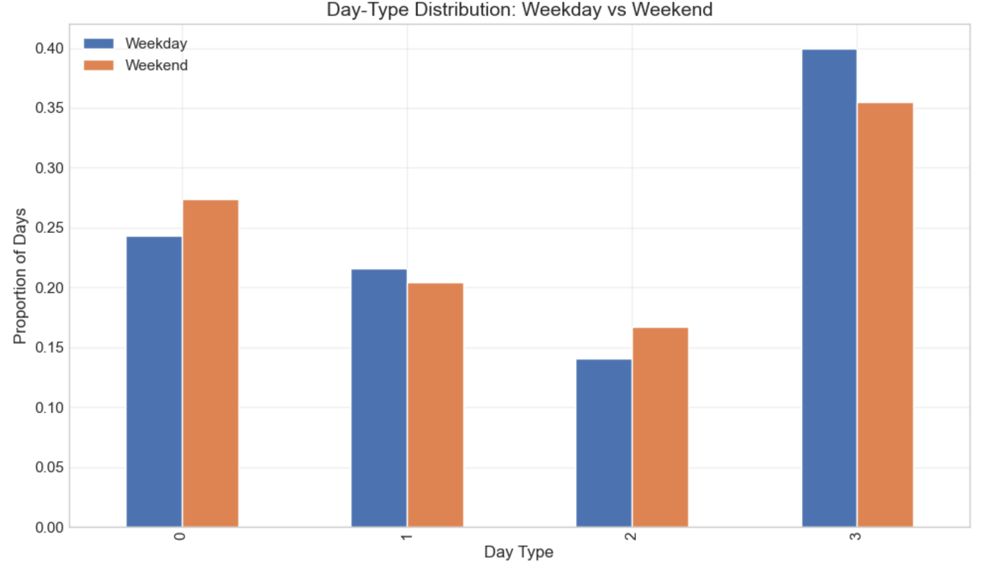 Day-Type Distribution: Weekday vs Weekend
Weekday
Weekend
0.40
0.35
0.30
0.25
0.20
0.15
0.10
0.05
0.00
Proportion of Days
0
1
2
3
Day Type